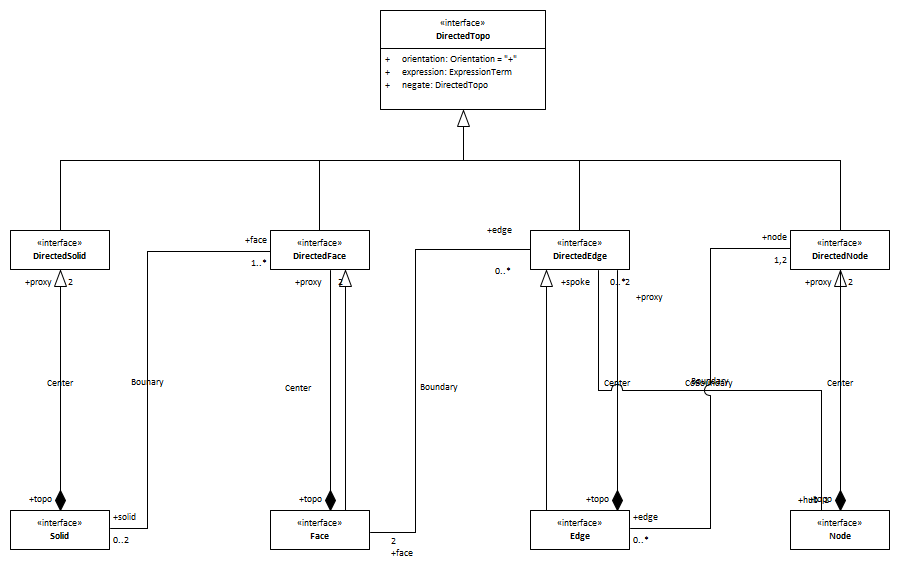 «interface»
DirectedTopo
+ orientation: Orientation = "+"
+ expression: ExpressionTerm
+ negate: DirectedTopo
«interface»
DirectedSolid
+face
1..*
«interface»
DirectedFace
+edge
0..*
«interface»
DirectedEdge
+node
1,2
«interface»
DirectedNode
+proxy 2
+proxy 2
+spoke 0..*2
+proxy
+proxy 2
Center
Bounary
Center
Boundary
Center
CoBoundary
Boundary
Center
+topo
+topo
+topo
+topo
«interface»
Solid
+solid
0..2
«interface»
Face
2
+face
«interface»
Edge
+edge
0..*
«interface»
Node